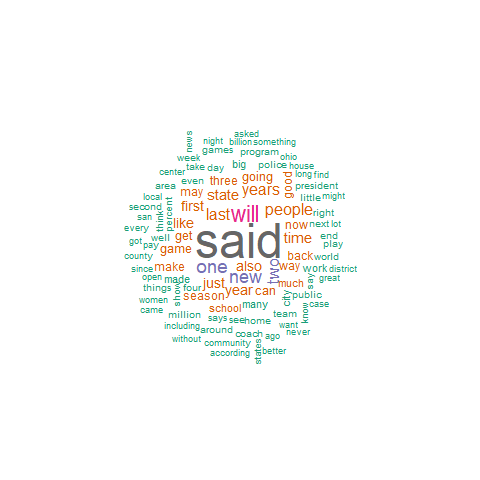 asked
news
night billion something
games program
week ohio
take day big police house
center going long find
even three good president
area may state years little might
local percent first people right
second last will
san think like now next lot
every well get said time end
got game play
pay back world
county one also way work district
since make new two
open made just year can much say great
things four season city public
women show case
came school many know
million says see home team
including around coach want
never
without community ago
according states better